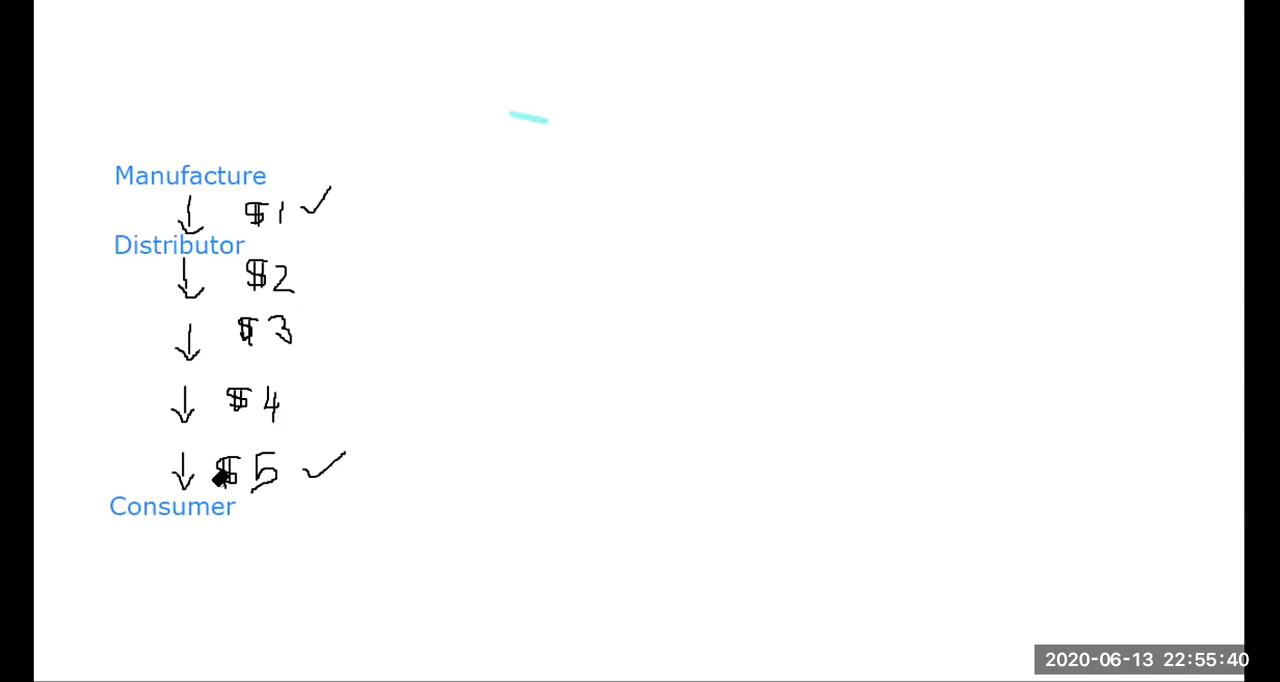 Manufacture
$1 ✓
Distributor
$2
$3
$4
$5 ✓
Consumer
2020-06-13 22:55:40